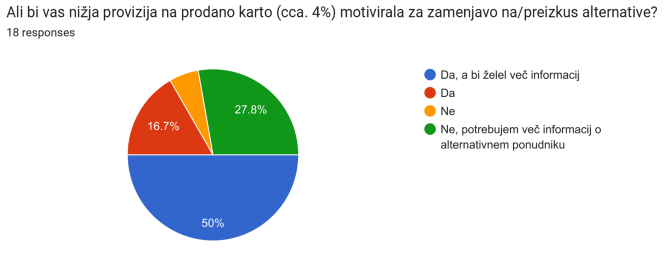 Ali bi vas nižja provizija na prodano karto (cca. 4%) motivirala za zamenjavo na/preizkus alternative?
18 responses
Da, a bi želel več informacij
Da
Ne
Ne, potrebujem več informacij o
alternativnem ponudniku
27.8%
16.7%
50%